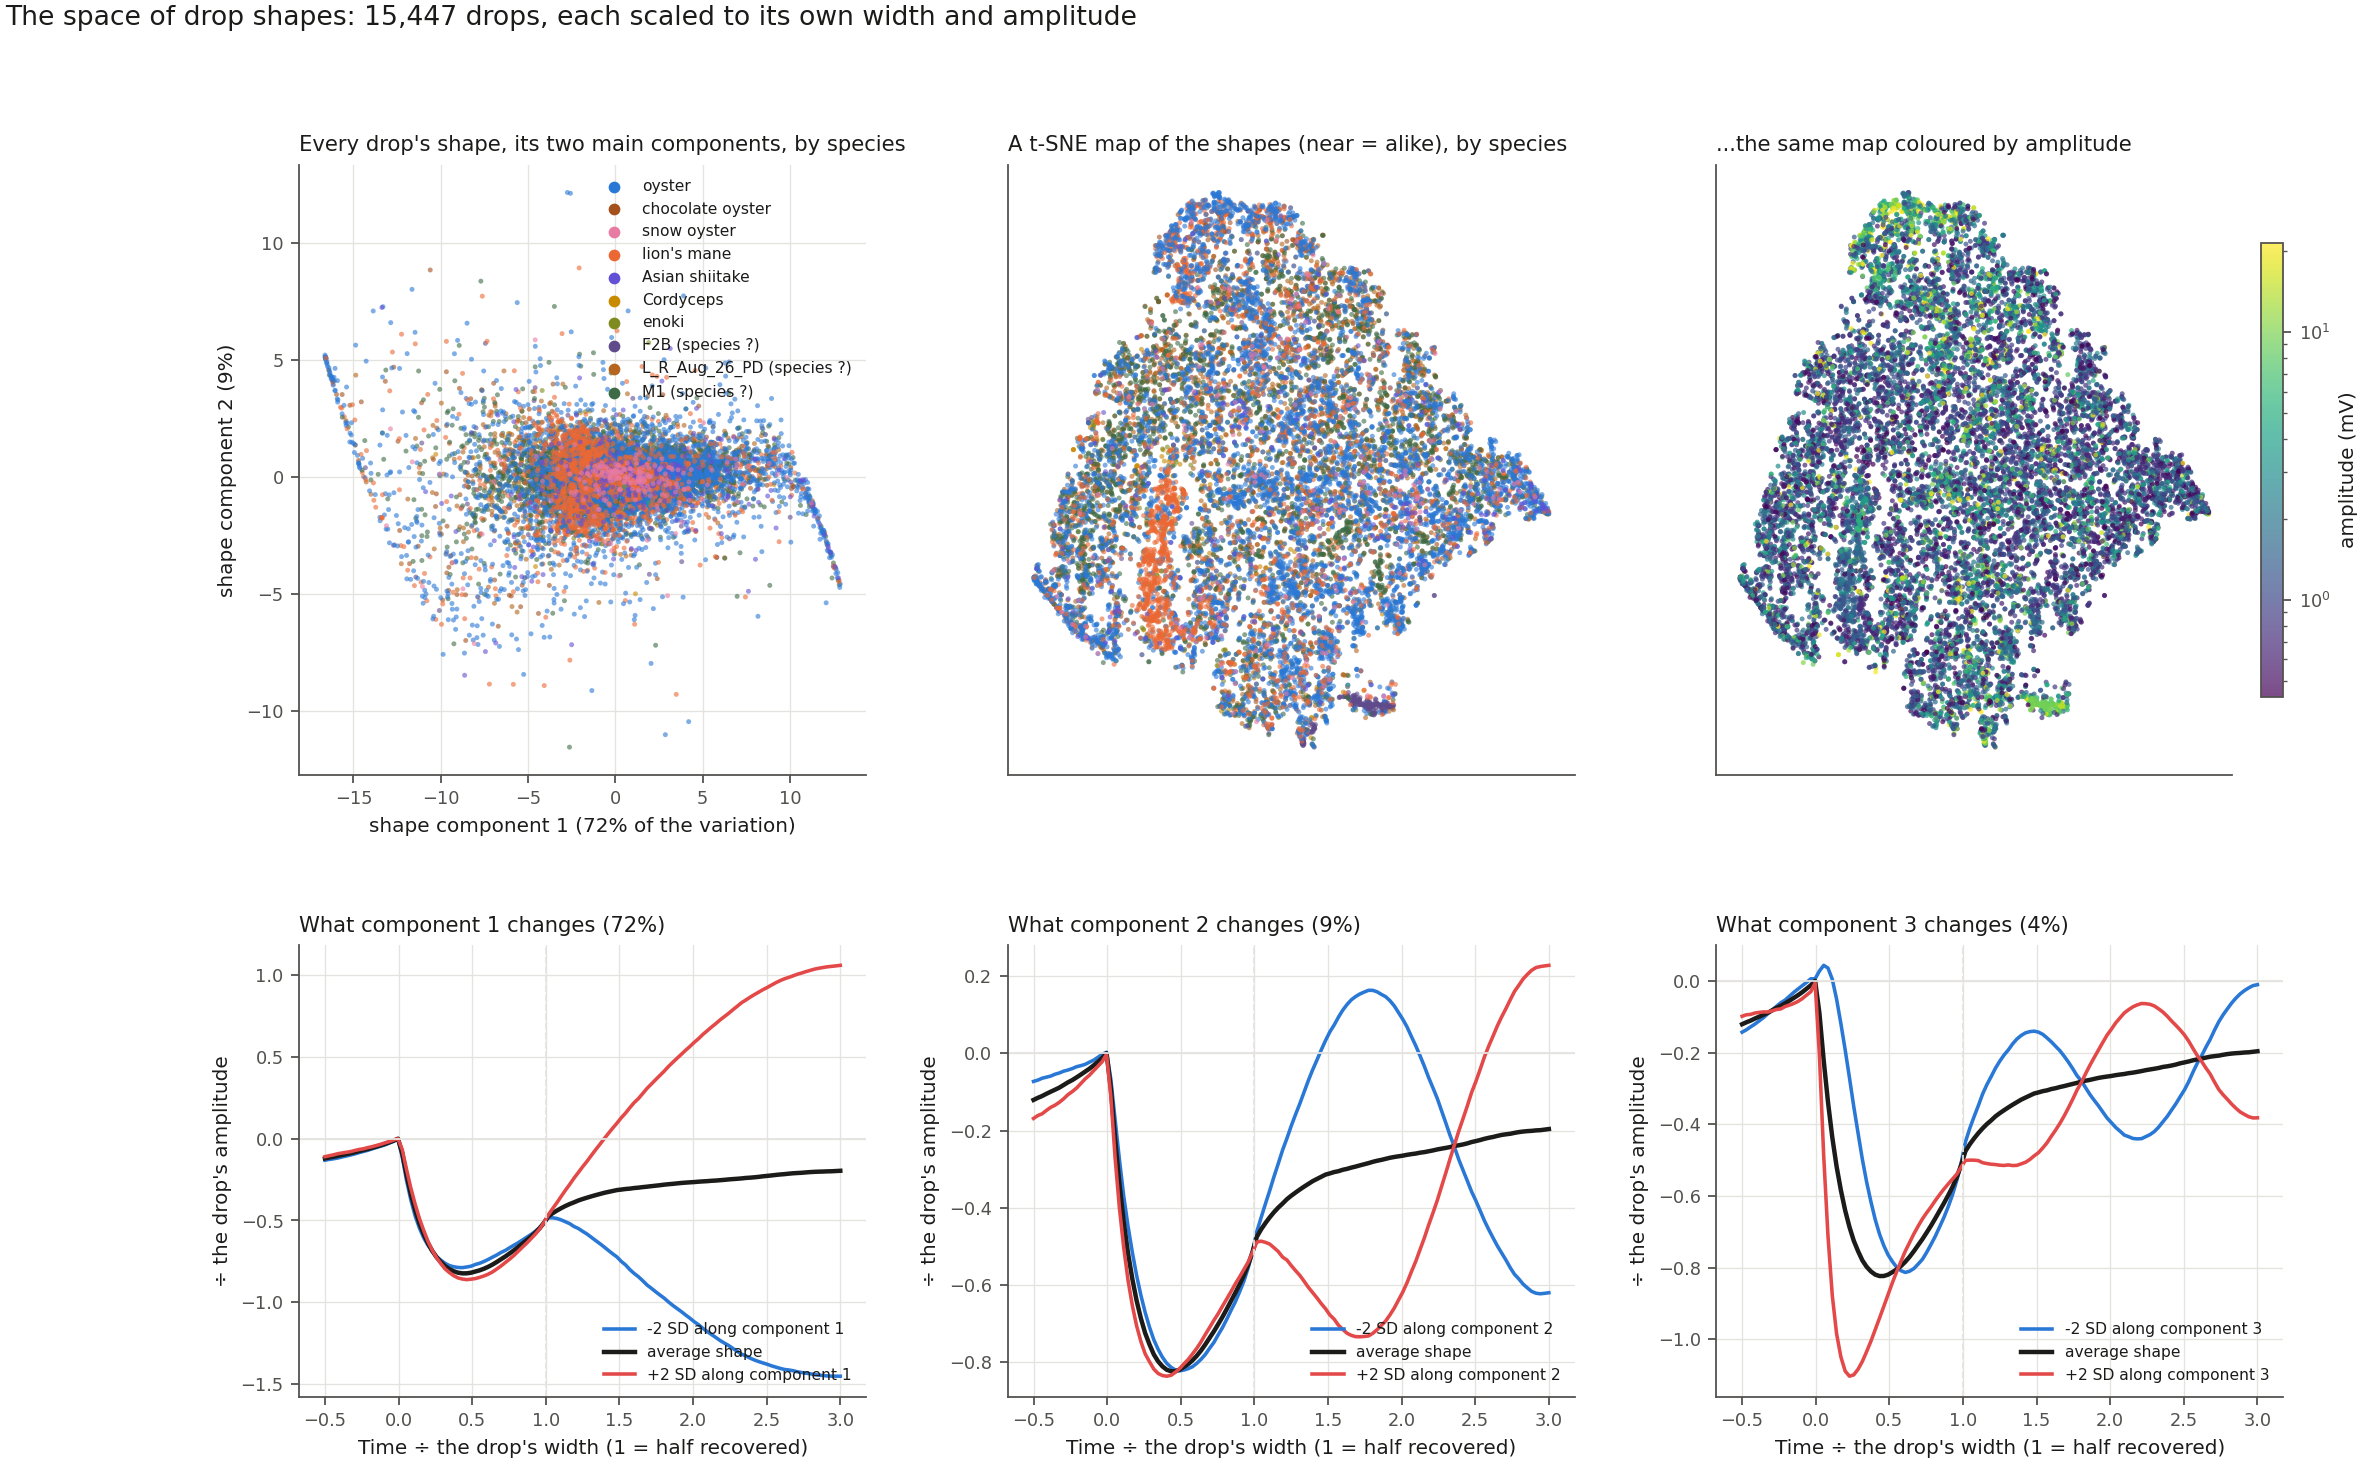 The space of drop shapes: 15,447 drops, each scaled to its own width and amplitude
Every drop's shape, its two main components, by species
oyster
chocolate oyster
snow oyster
lion's mane
Asian shiitake
Cordyceps
enoki
F2B (species ?)
L_R_Aug_26_PD (species ?)
M1 (species ?)
10
5
0
−5
−10
shape component 2 (9%)
−15
−10
−5
0
5
10
shape component 1 (72% of the variation)
A t-SNE map of the shapes (near = alike), by species
...the same map coloured by amplitude
10¹
10⁰
amplitude (mV)
What component 1 changes (72%)
1.0
0.5
0.0
−0.5
−1.0
−1.5
÷ the drop's amplitude
-2 SD along component 1
average shape
+2 SD along component 1
−0.5
0.0
0.5
1.0
1.5
2.0
2.5
3.0
Time ÷ the drop's width (1 = half recovered)
What component 2 changes (9%)
0.2
0.0
−0.2
−0.4
−0.6
−0.8
÷ the drop's amplitude
-2 SD along component 2
average shape
+2 SD along component 2
−0.5
0.0
0.5
1.0
1.5
2.0
2.5
3.0
Time ÷ the drop's width (1 = half recovered)
What component 3 changes (4%)
0.0
−0.2
−0.4
−0.6
−0.8
−1.0
÷ the drop's amplitude
-2 SD along component 3
average shape
+2 SD along component 3
−0.5
0.0
0.5
1.0
1.5
2.0
2.5
3.0
Time ÷ the drop's width (1 = half recovered)